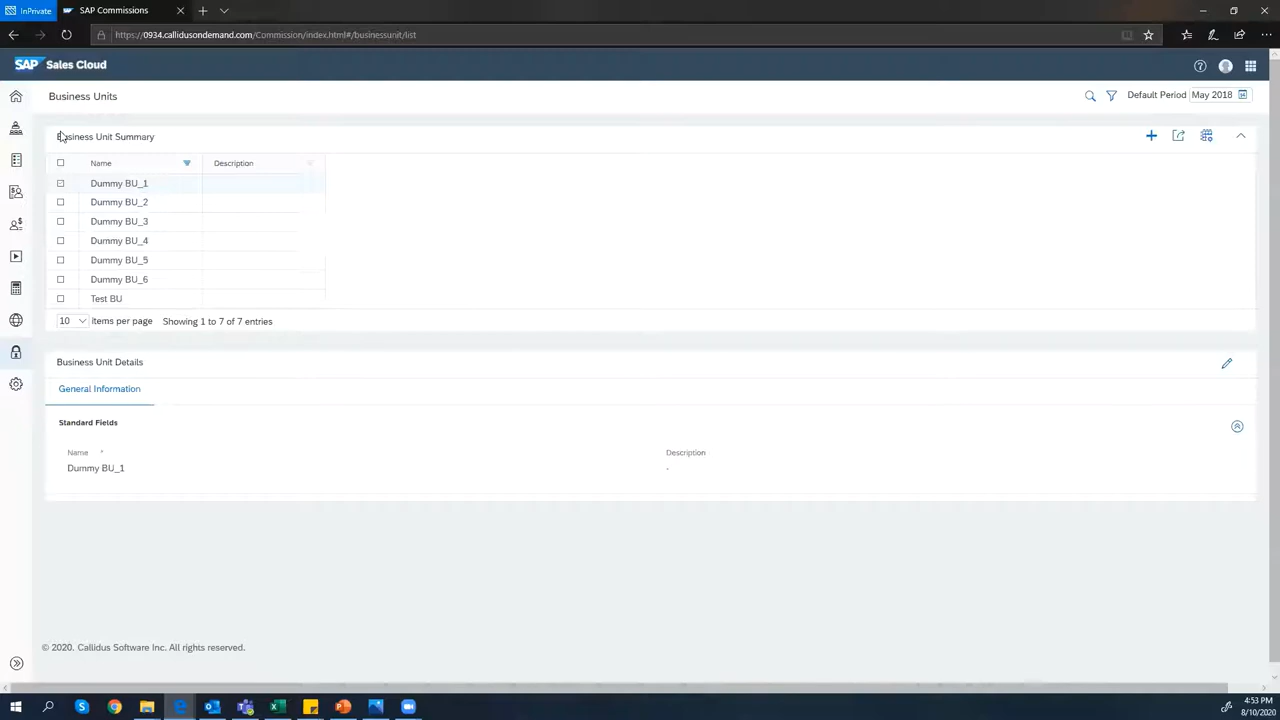 InPrivate
SAP Commissions
https://0934.callidusondemand.com/Commission/index.html#/businessunit/list
SAP Sales Cloud
Business Units
Default Period May 2018
Business Unit Summary
Name Description
Dummy BU_1
Dummy BU_2
Dummy BU_3
Dummy BU_4
Dummy BU_5
Dummy BU_6
Test BU
10 items per page Showing 1 to 7 of 7 entries
Business Unit Details
General Information
Standard Fields
Name * Description
Dummy BU_1 -
© 2020. Callidus Software Inc. All rights reserved.
4:53 PM
8/10/2020